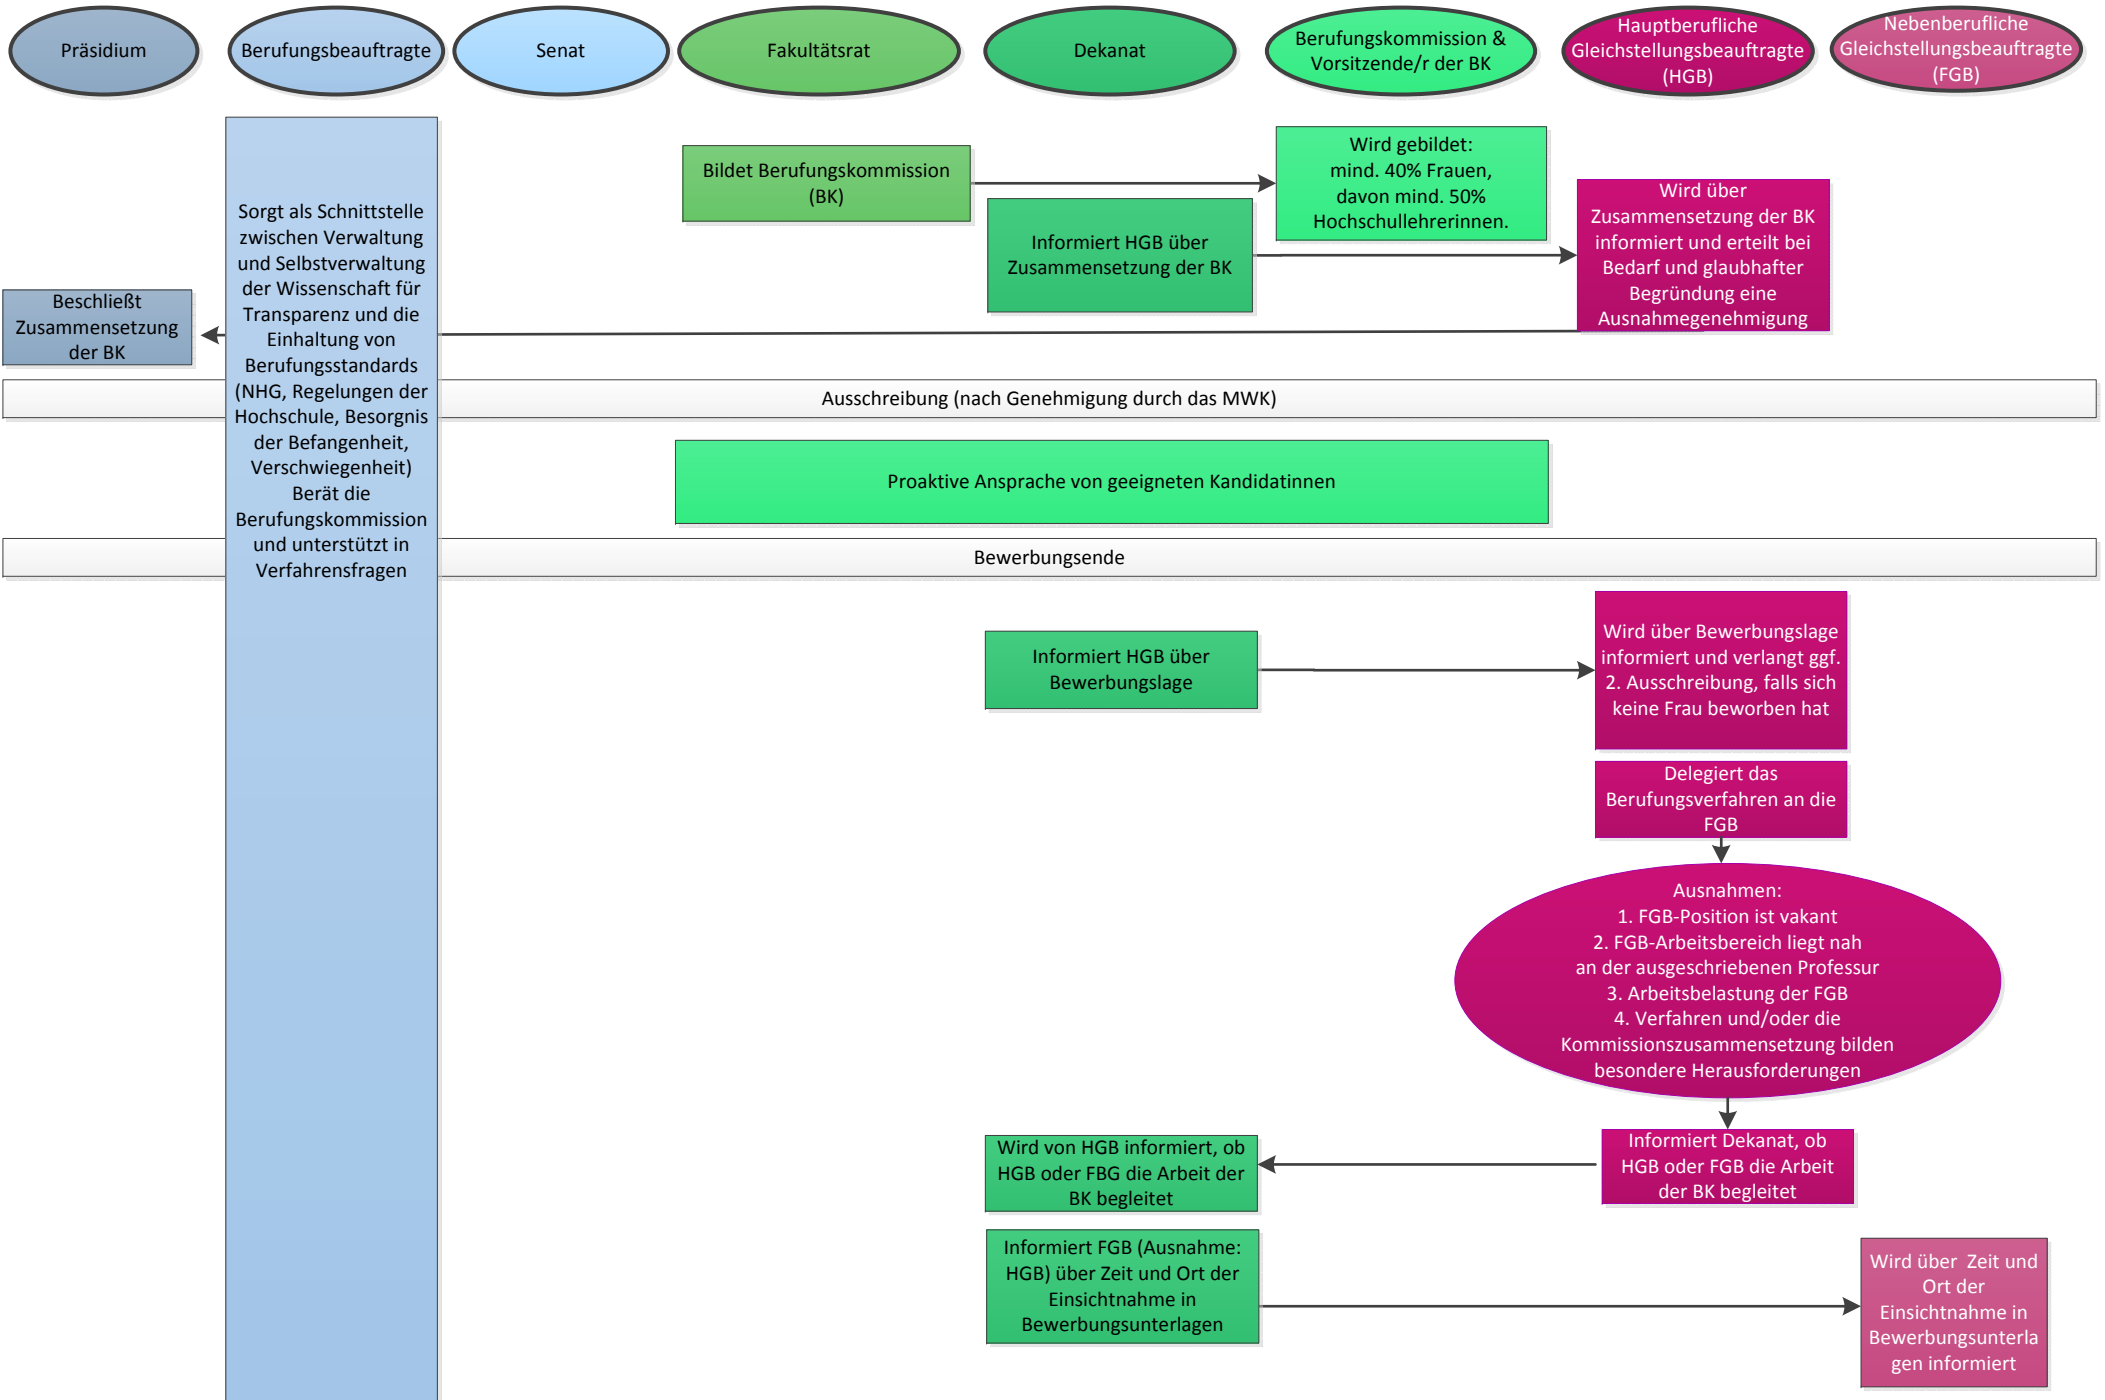 Präsidium
Berufungsbeauftragte
Senat
Fakultätsrat
Dekanat
Berufungskommission &
Vorsitzende/r der BK
Hauptberufliche
Gleichstellungsbeauftragte
(HGB)
Nebenberufliche
Gleichstellungsbeauftragte
(FGB)
Sorgt als Schnittstelle
zwischen Verwaltung
und Selbstverwaltung
der Wissenschaft für
Transparenz und die
Einhaltung von
Berufungsstandards
(NHG, Regelungen der
Hochschule, Besorgnis
der Befangenheit,
Verschwiegenheit)
Berät die
Berufungskommission
und unterstützt in
Verfahrensfragen
Bildet Berufungskommission
(BK)
Wird gebildet:
mind. 40% Frauen,
davon mind. 50%
Hochschullehrerinnen.
Informiert HGB über
Zusammensetzung der BK
Wird über
Zusammensetzung der BK
informiert und erteilt bei
Bedarf und glaubhafter
Begründung eine
Ausnahmegenehmigung
Beschließt
Zusammensetzung
der BK
Ausschreibung (nach Genehmigung durch das MWK)
Proaktive Ansprache von geeigneten Kandidatinnen
Bewerbungsende
Informiert HGB über
Bewerbungslage
Wird über Bewerbungslage
informiert und verlangt ggf.
2. Ausschreibung, falls sich
keine Frau beworben hat
Delegiert das
Berufungsverfahren an die
FGB
Ausnahmen:
1. FGB-Position ist vakant
2. FGB-Arbeitsbereich liegt nah
an der ausgeschriebenen Professur
3. Arbeitsbelastung der FGB
4. Verfahren und/oder die
Kommissionszusammensetzung bilden
besondere Herausforderungen
Wird von HGB informiert, ob
HGB oder FBG die Arbeit der
BK begleitet
Informiert Dekanat, ob
HGB oder FGB die Arbeit
der BK begleitet
Informiert FGB (Ausnahme:
HGB) über Zeit und Ort der
Einsichtnahme in
Bewerbungsunterlagen
Wird über  Zeit und
Ort der
Einsichtnahme in
Bewerbungsunterla
gen informiert